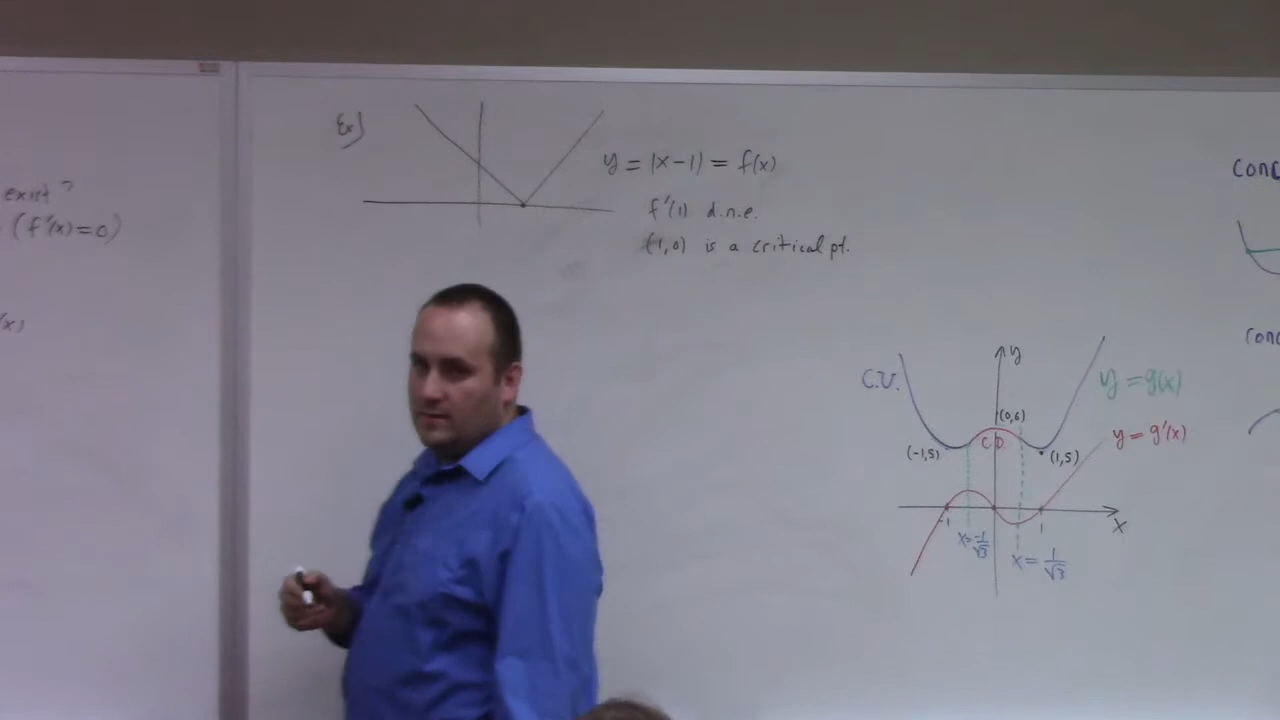 exist?
(f'(x)=0)
(x)
Ex)
y = |x-1| = f(x)
f'(1) d.n.e.
(1,0) is a critical pt.
C.U.
y
(0,6)
C.D.
y = g(x)
y = g'(x)
(-1,5)
(1,5)
-1
1
x
x = -1/√3
x = 1/√3
conc
conc